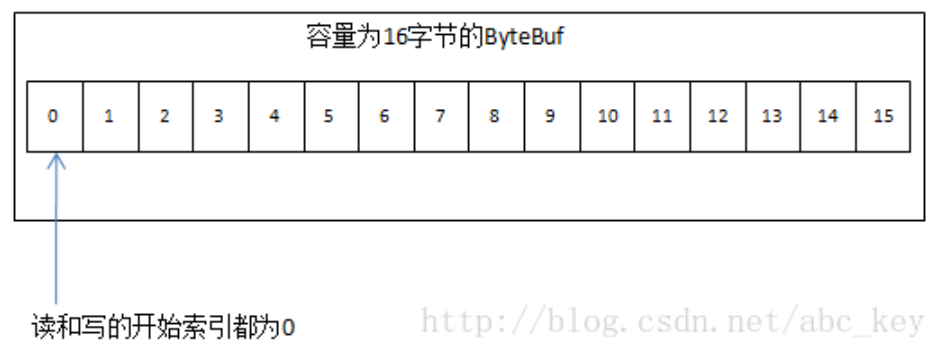 容量为16字节的ByteBuf
0 1 2 3 4 5 6 7 8 9 10 11 12 13 14 15
读和写的开始索引都为0
http://blog.csdn.net/abc_key